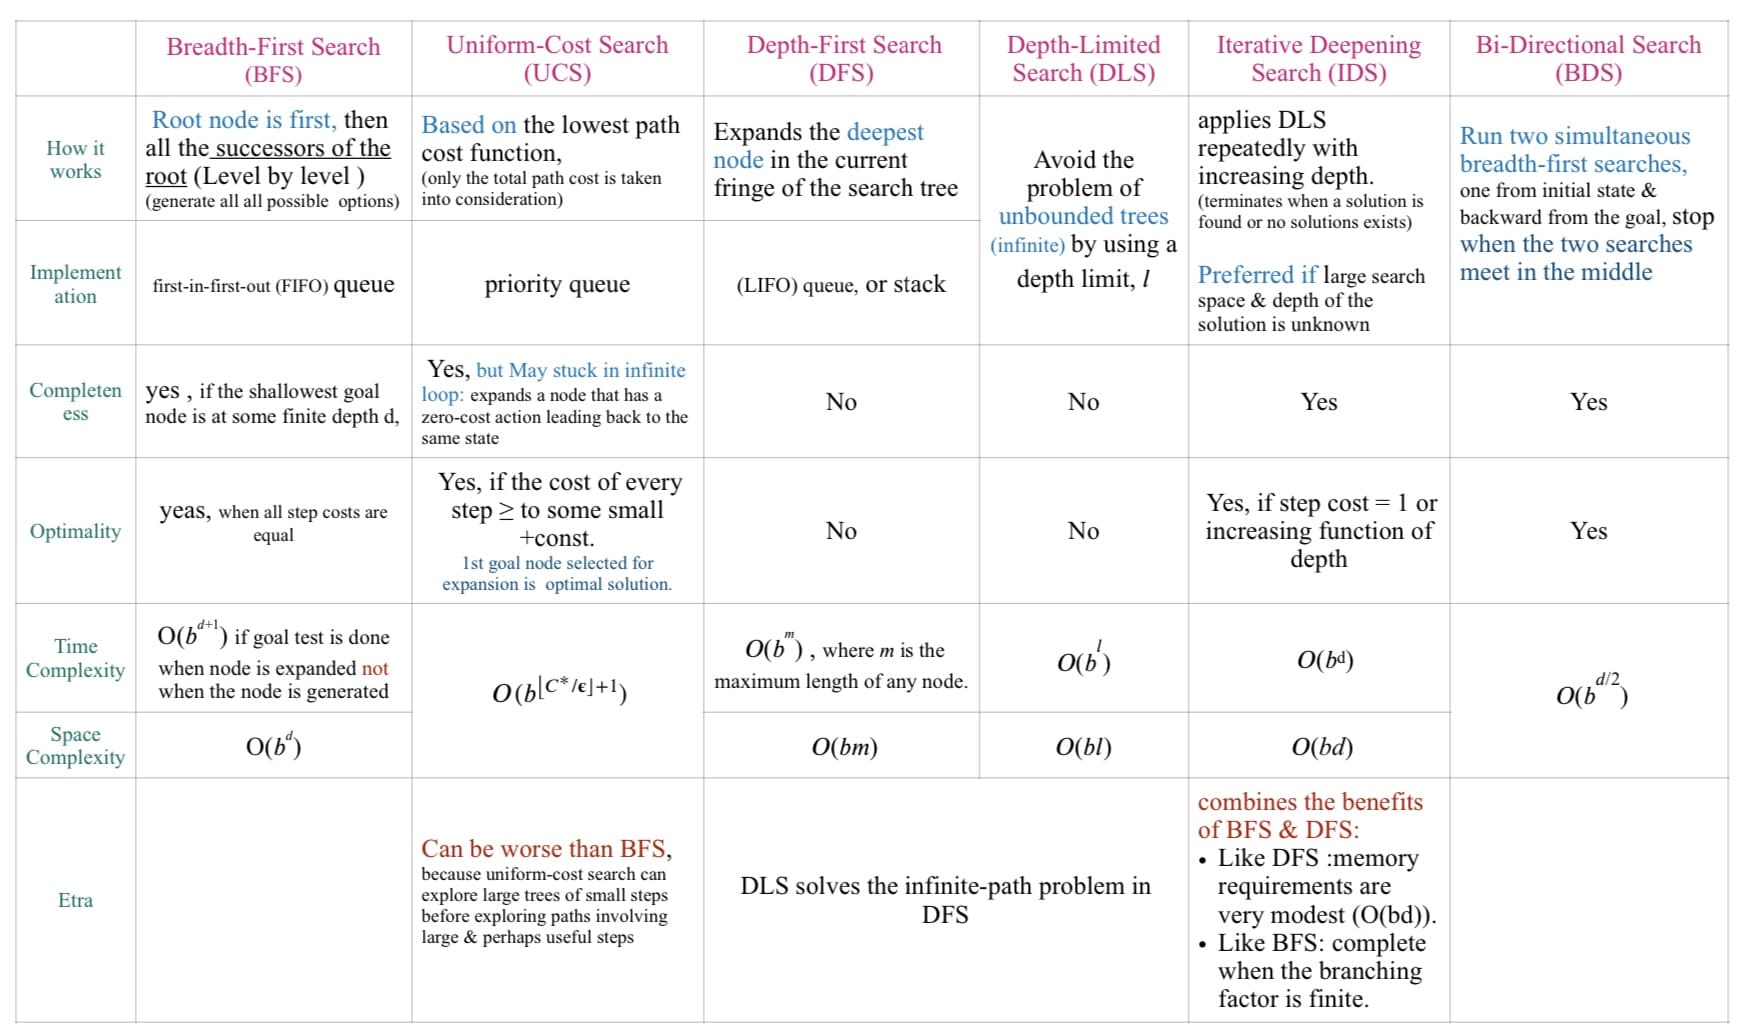 Breadth-First Search
(BFS)
Uniform-Cost Search
(UCS)
Depth-First Search
(DFS)
Depth-Limited
Search (DLS)
Iterative Deepening
Search (IDS)
Bi-Directional Search
(BDS)
How it
works
Root node is first, then
all the successors of the
root (Level by level )
(generate all all possible options)
Based on the lowest path
cost function,
(only the total path cost is taken
into consideration)
Expands the deepest
node in the current
fringe of the search tree
Avoid the
problem of
unbounded trees
(infinite) by using a
depth limit, l
applies DLS
repeatedly with
increasing depth.
(terminates when a solution is
found or no solutions exists)
Preferred if large search
space & depth of the
solution is unknown
Run two simultaneous
breadth-first searches,
one from initial state &
backward from the goal, stop
when the two searches
meet in the middle
Implement
ation
first-in-first-out (FIFO) queue
priority queue
(LIFO) queue, or stack
Completen
ess
yes , if the shallowest goal
node is at some finite depth d,
Yes, but May stuck in infinite
loop: expands a node that has a
zero-cost action leading back to the
same state
No
No
Yes
Yes
Optimality
yeas, when all step costs are
equal
Yes, if the cost of every
step ≥ to some small
+const.
1st goal node selected for
expansion is optimal solution.
No
No
Yes, if step cost = 1 or
increasing function of
depth
Yes
Time
Complexity
O(b^{d+1}) if goal test is done
when node is expanded not
when the node is generated
O(b^{⌊C*/ϵ⌋+1})
O(b^m) , where m is the
maximum length of any node.
O(b^l)
O(b^d)
O(b^{d/2})
Space
Complexity
O(b^d)
O(bm)
O(bl)
O(bd)
Etra
Can be worse than BFS,
because uniform-cost search can
explore large trees of small steps
before exploring paths involving
large & perhaps useful steps
DLS solves the infinite-path problem in
DFS
combines the benefits
of BFS & DFS:
• Like DFS :memory
requirements are
very modest (O(bd)).
• Like BFS: complete
when the branching
factor is finite.